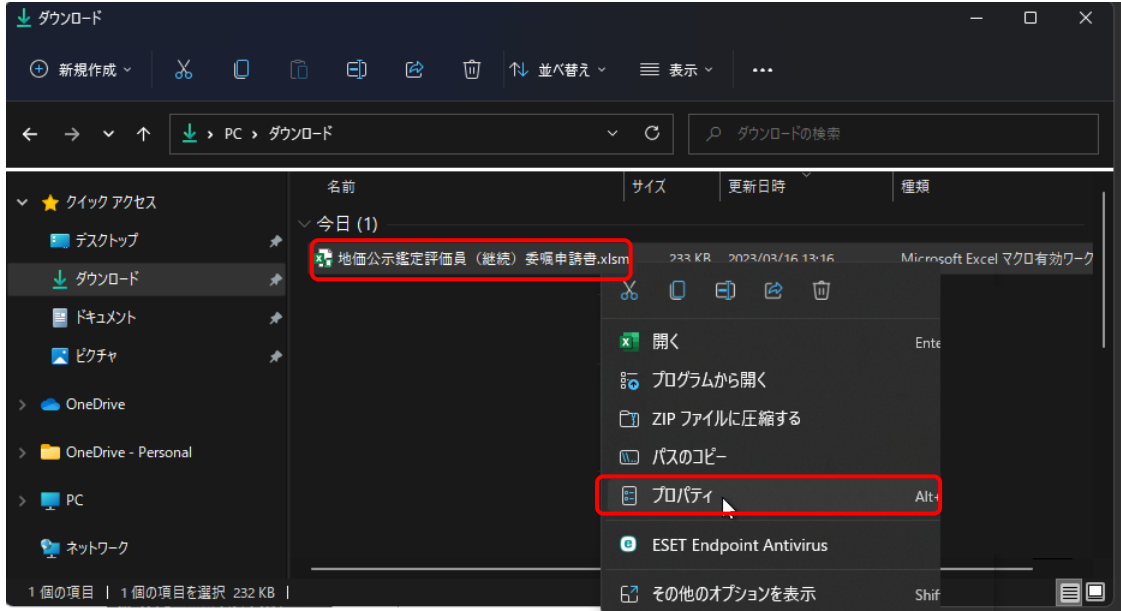 ダウンロード
新規作成 並べ替え 表示
PC › ダウンロード ダウンロードの検索
名前 サイズ 更新日時 種類
クイック アクセス
今日 (1)
デスクトップ
地価公示鑑定評価員（継続）委嘱申請書.xlsm 233 KB 2023/03/16 13:16 Microsoft Excel マクロ有効ワーク
ダウンロード
ドキュメント
開く Ente
ピクチャ
プログラムから開く
OneDrive
ZIP ファイルに圧縮する
OneDrive - Personal
パスのコピー
PC
プロパティ Alt+
ネットワーク
ESET Endpoint Antivirus
1 個の項目 | 1 個の項目を選択 232 KB |
その他のオプションを表示 Shif